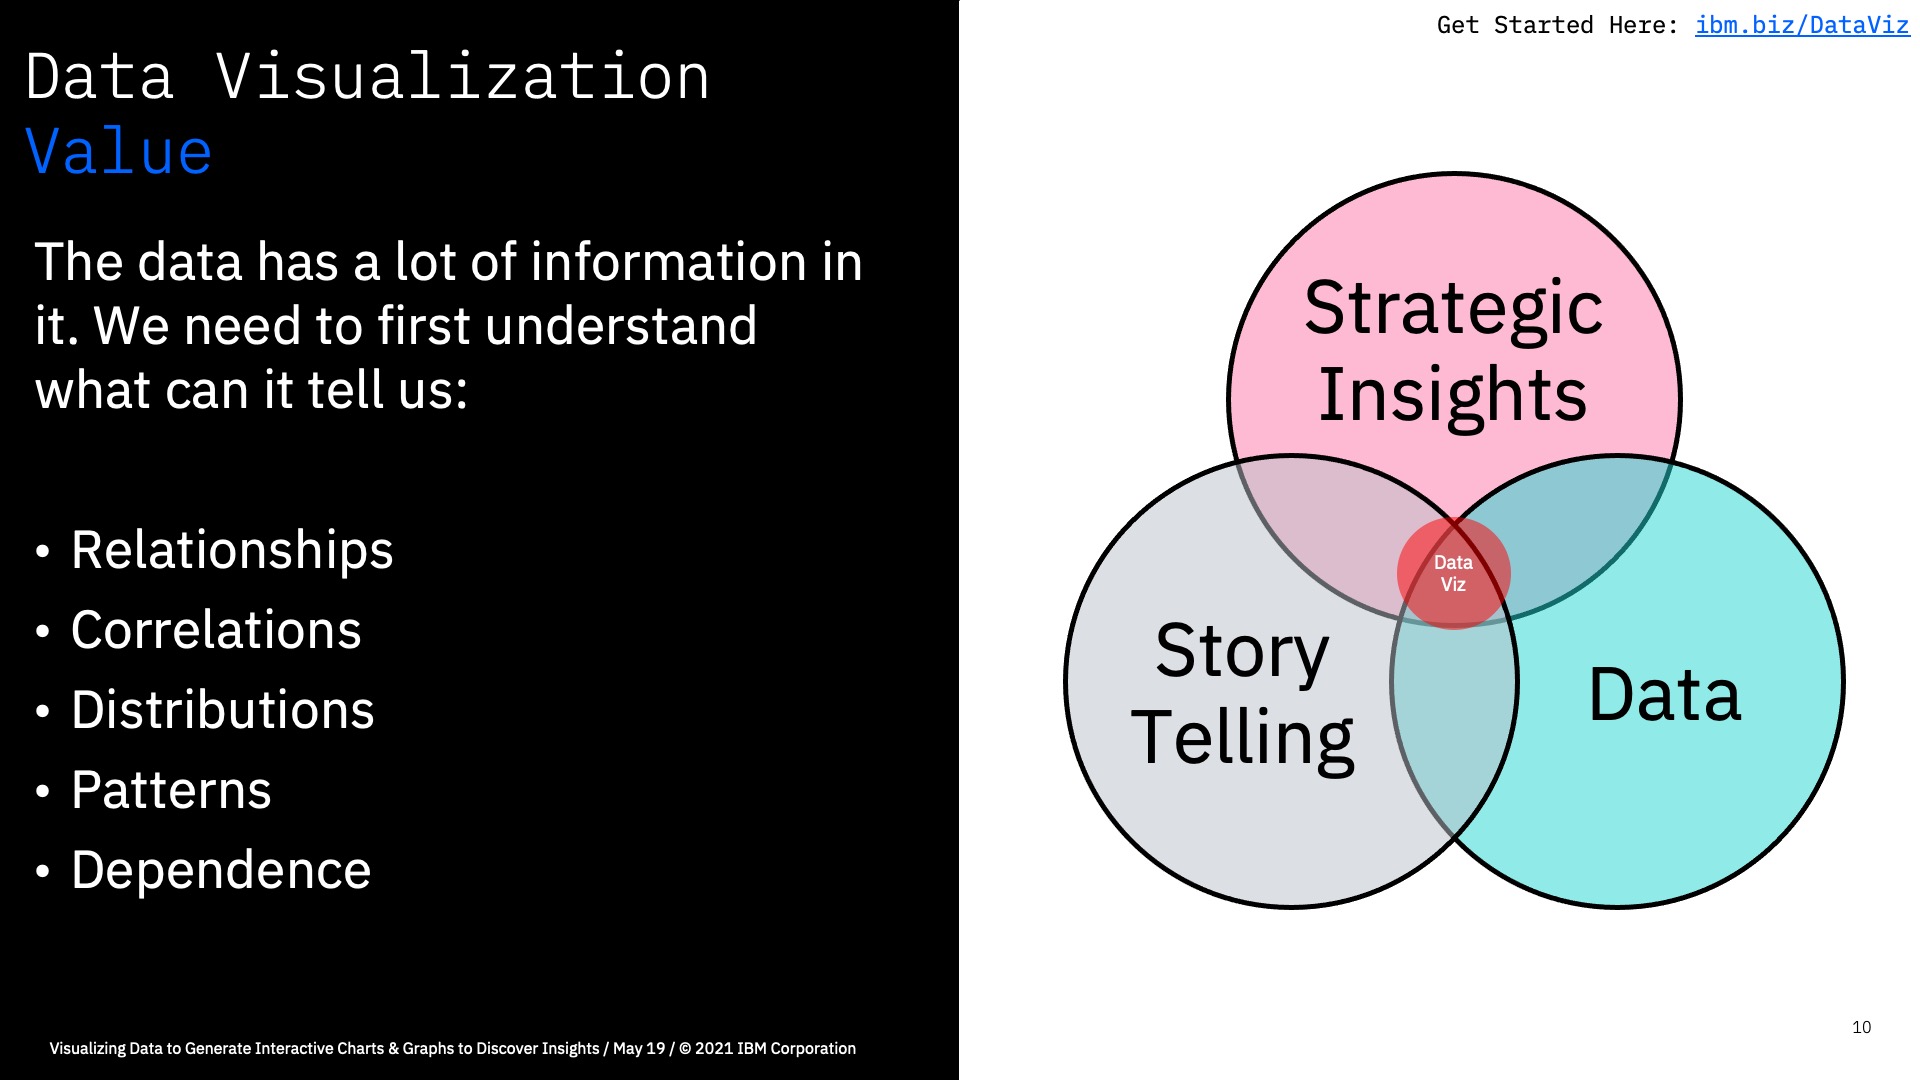 Get Started Here: ibm.biz/DataViz
Data Visualization
Value
The data has a lot of information in
it. We need to first understand
what can it tell us:
• Relationships
• Correlations
• Distributions
• Patterns
• Dependence
Strategic
Insights
Data
Viz
Story
Telling
Data
Visualizing Data to Generate Interactive Charts & Graphs to Discover Insights / May 19 / © 2021 IBM Corporation
10